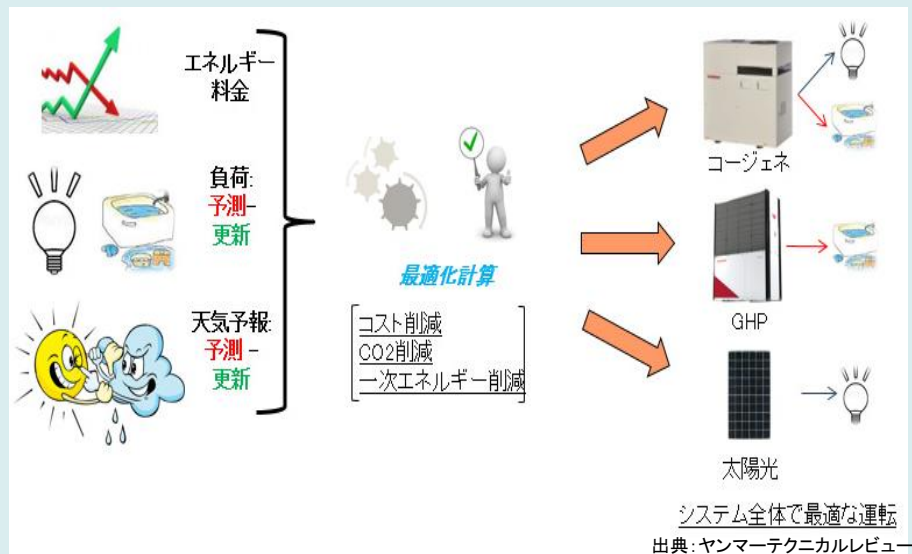 エネルギー
料金
負荷:
予測–
更新
天気予報:
予測 –
更新
最適化計算
コスト削減
CO2削減
一次エネルギー削減
コージェネ
GHP
太陽光
システム全体で最適な運転
出典：ヤンマーテクニカルレビュー